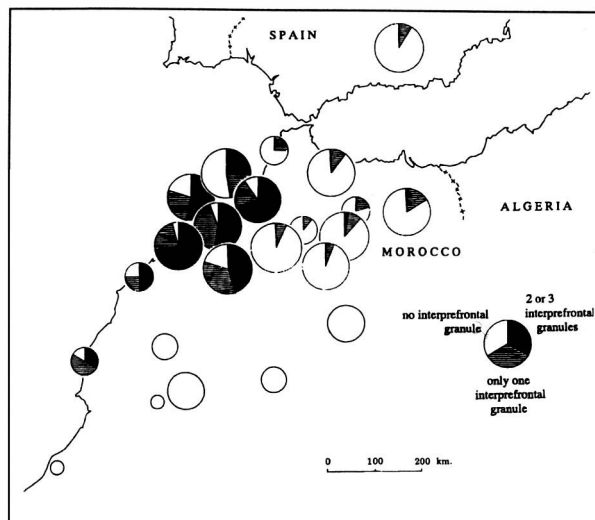 SPAIN
ALGERIA
MOROCCO
no interprefrontal
granule
2 or 3
interprefrontal
granules
only one
interprefrontal
granule
0 100 200 km.